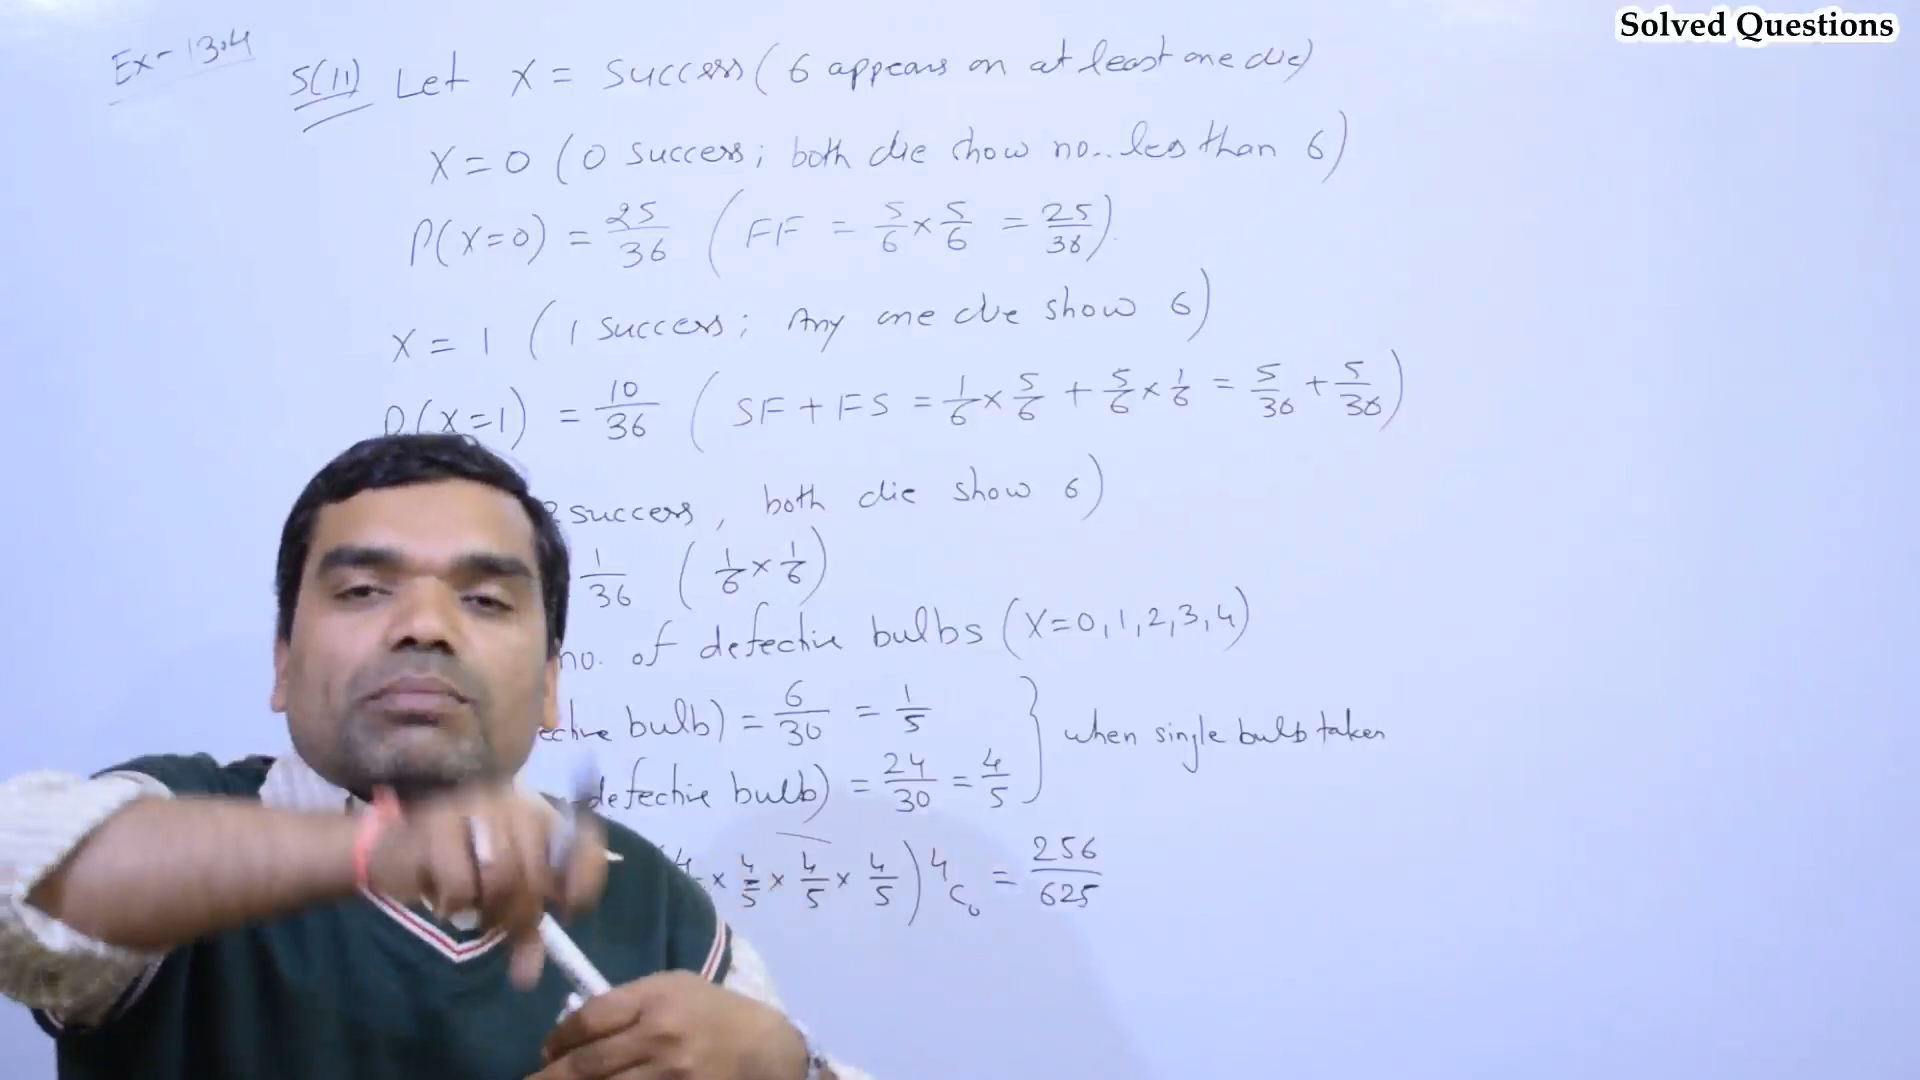 Solved Questions
Ex-13.4
5(11) Let X = Success (6 appears on at least one die)
X=0 (0 success; both die show no.. less than 6)
P(X=0) = 25/36 (FF = 5/6 × 5/6 = 25/36).
X = 1 (1 success; Any one die show 6)
P(X=1) = 10/36 (SF + FS = 1/6 × 5/6 + 5/6 × 1/6 = 5/36 + 5/36)
success, both die show 6)
1/36 (1/6 × 1/6)
no. of defective bulbs (X=0,1,2,3,4)
bulb) = 6/30 = 1/5
defective bulb) = 24/30 = 4/5 } when single bulb taken
× 4/5 × 4/5 × 4/5) ⁴C₀ = 256/625